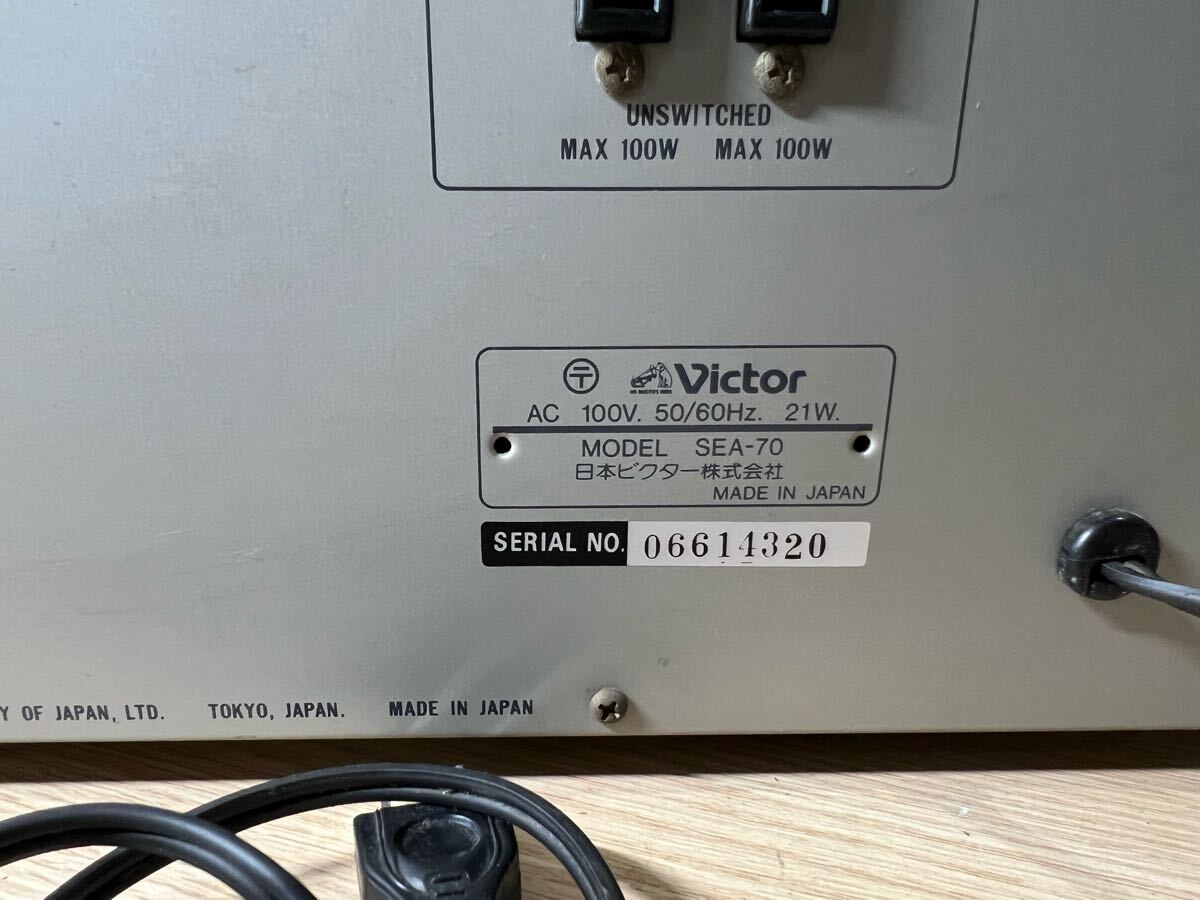 UNSWITCHED
MAX 100W MAX 100W
〒 Victor
AC 100V. 50/60Hz. 21W.
MODEL SEA-70
日本ビクター株式会社
MADE IN JAPAN
SERIAL NO. 06614320
Y OF JAPAN, LTD. TOKYO, JAPAN. MADE IN JAPAN